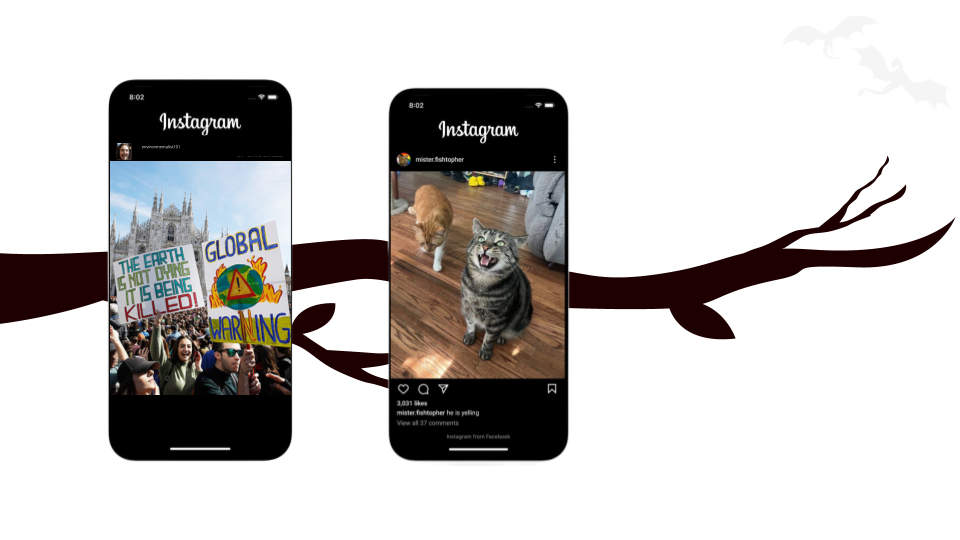 8:02
Instagram
environmentalist101
THE EARTH
IS NOT DYING
IT IS BEING
KILLED!
GLOBAL
WARNING
8:02
Instagram
mister.fishtopher
3,031 likes
mister.fishtopher he is yelling
View all 37 comments
Instagram from Facebook